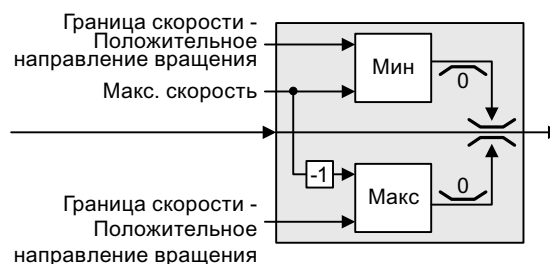 Граница скорости -
Положительное
направление вращения
Мин
0
Макс. скорость
-1
Макс
0
Граница скорости -
Положительное
направление вращения